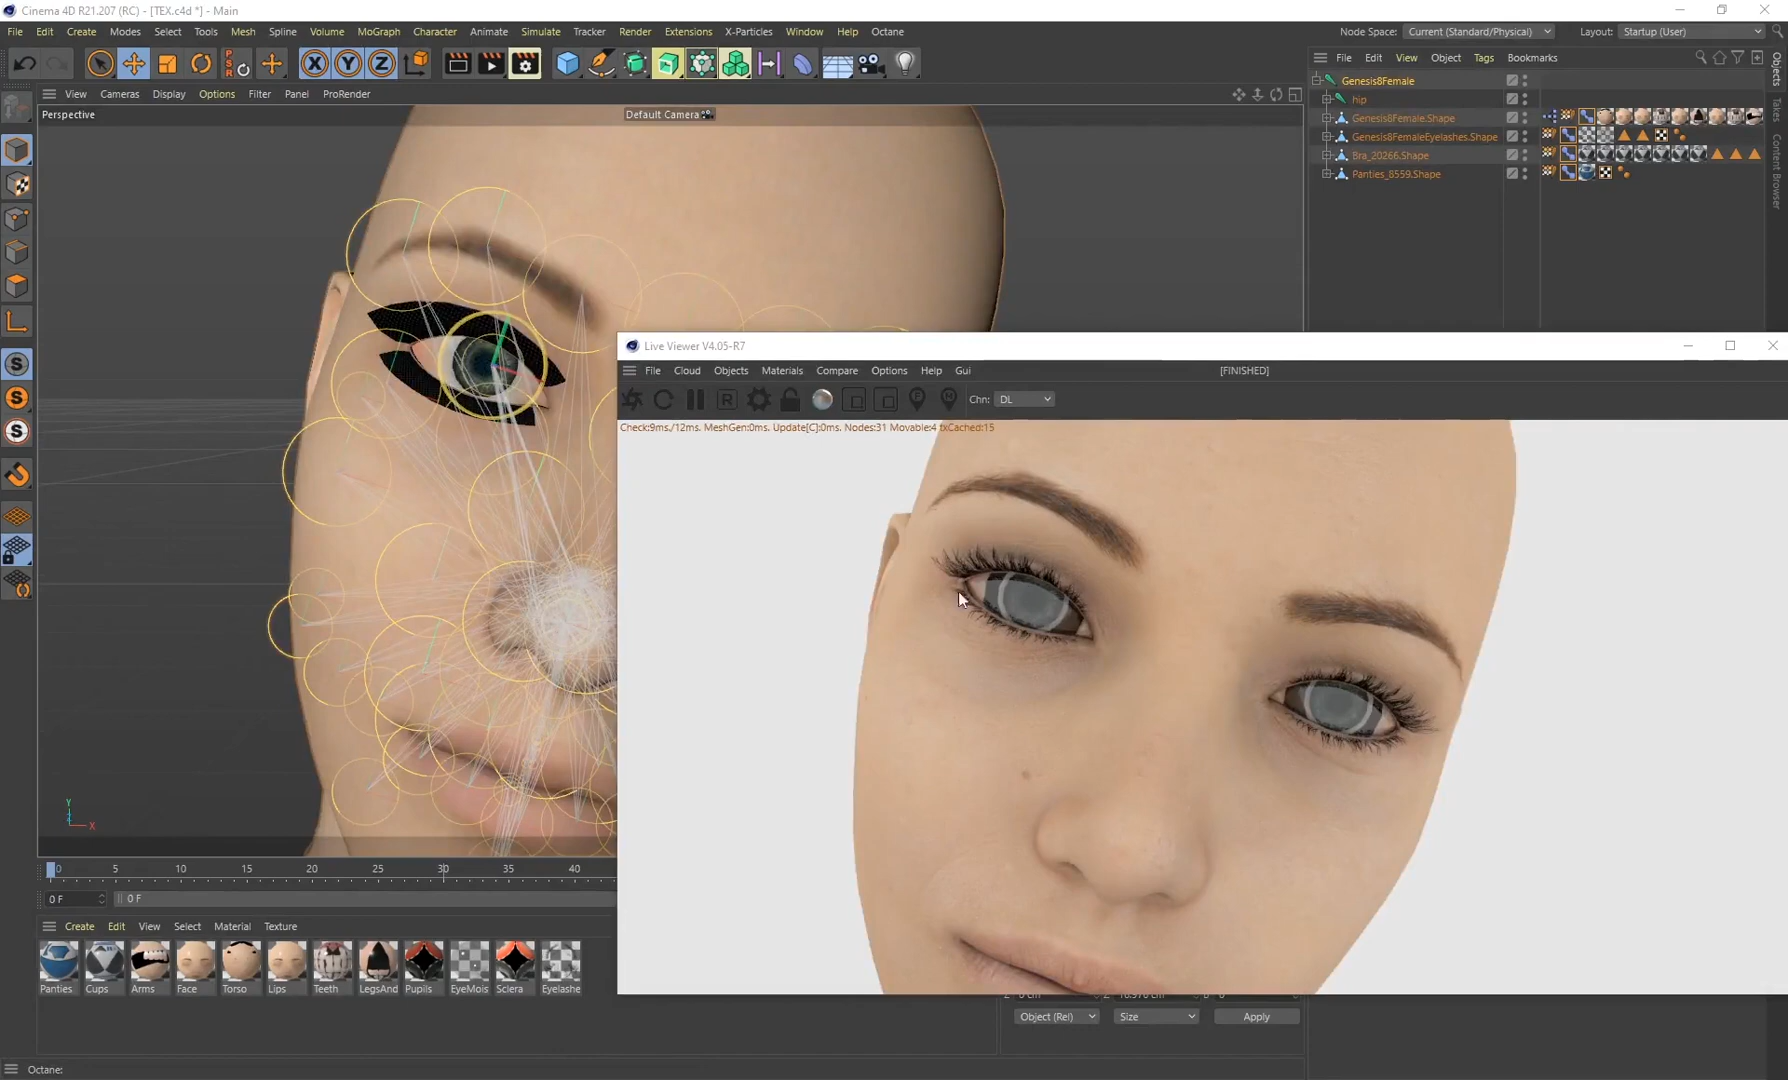 Cinema 4D R21.207 (RC) - [TEX.c4d *] - Main
File Edit Create Modes Select Tools Mesh Spline Volume MoGraph Character Animate Simulate Tracker Render Extensions X-Particles Window Help Octane
Node Space: Current (Standard/Physical) Layout: Startup (User)
PSR
X Y Z
File Edit View Object Tags Bookmarks
Objects
Takes
Content Browser
View Cameras Display Options Filter Panel ProRender
Perspective
Default Camera
Genesis8Female
hip
Genesis8Female.Shape
Genesis8FemaleEyelashes.Shape
Bra_20266.Shape
Panties_8559.Shape
Live Viewer V4.05-R7
File Cloud Objects Materials Compare Options Help Gui [FINISHED]
R
Chn: DL
Check:9ms./12ms. MeshGen:0ms. Update[C]:0ms. Nodes:31 Movable:4 txCached:15
S
S
S
Y
Z
X
0 5 10 15 20 25 30 35 40
0 F
0 F
Create Edit View Select Material Texture
Panties Cups Arms Face Torso Lips Teeth LegsAnd Pupils EyeMois Sclera Eyelashe
Object (Rel) Size Apply
Octane: